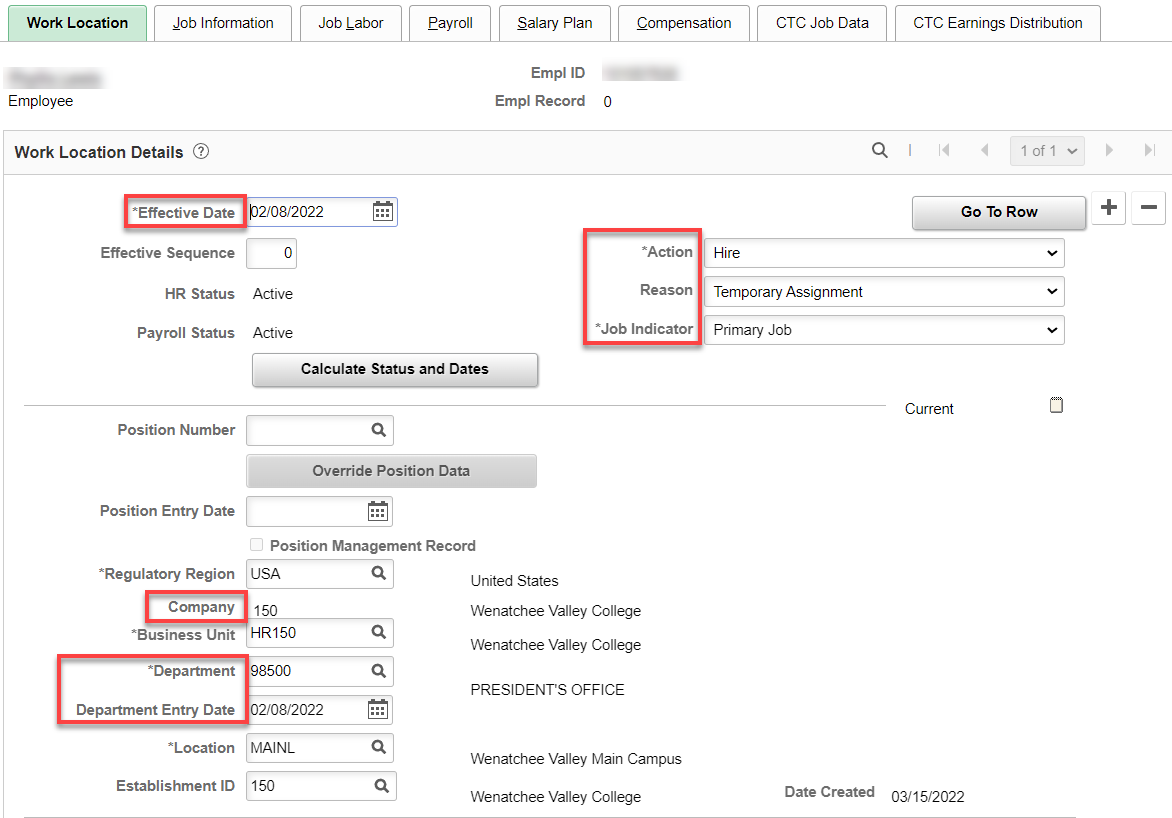 Work Location Job Information Job Labor Payroll Salary Plan Compensation CTC Job Data CTC Earnings Distribution
Empl ID
Employee Empl Record 0
Work Location Details ? 1 of 1
*Effective Date 02/08/2022 Go To Row
Effective Sequence 0 *Action Hire
HR Status Active Reason Temporary Assignment
Payroll Status Active *Job Indicator Primary Job
Calculate Status and Dates
Current
Position Number
Override Position Data
Position Entry Date
Position Management Record
*Regulatory Region USA United States
Company 150 Wenatchee Valley College
*Business Unit HR150 Wenatchee Valley College
*Department 98500 PRESIDENT'S OFFICE
Department Entry Date 02/08/2022
*Location MAINL Wenatchee Valley Main Campus
Establishment ID 150 Wenatchee Valley College Date Created 03/15/2022